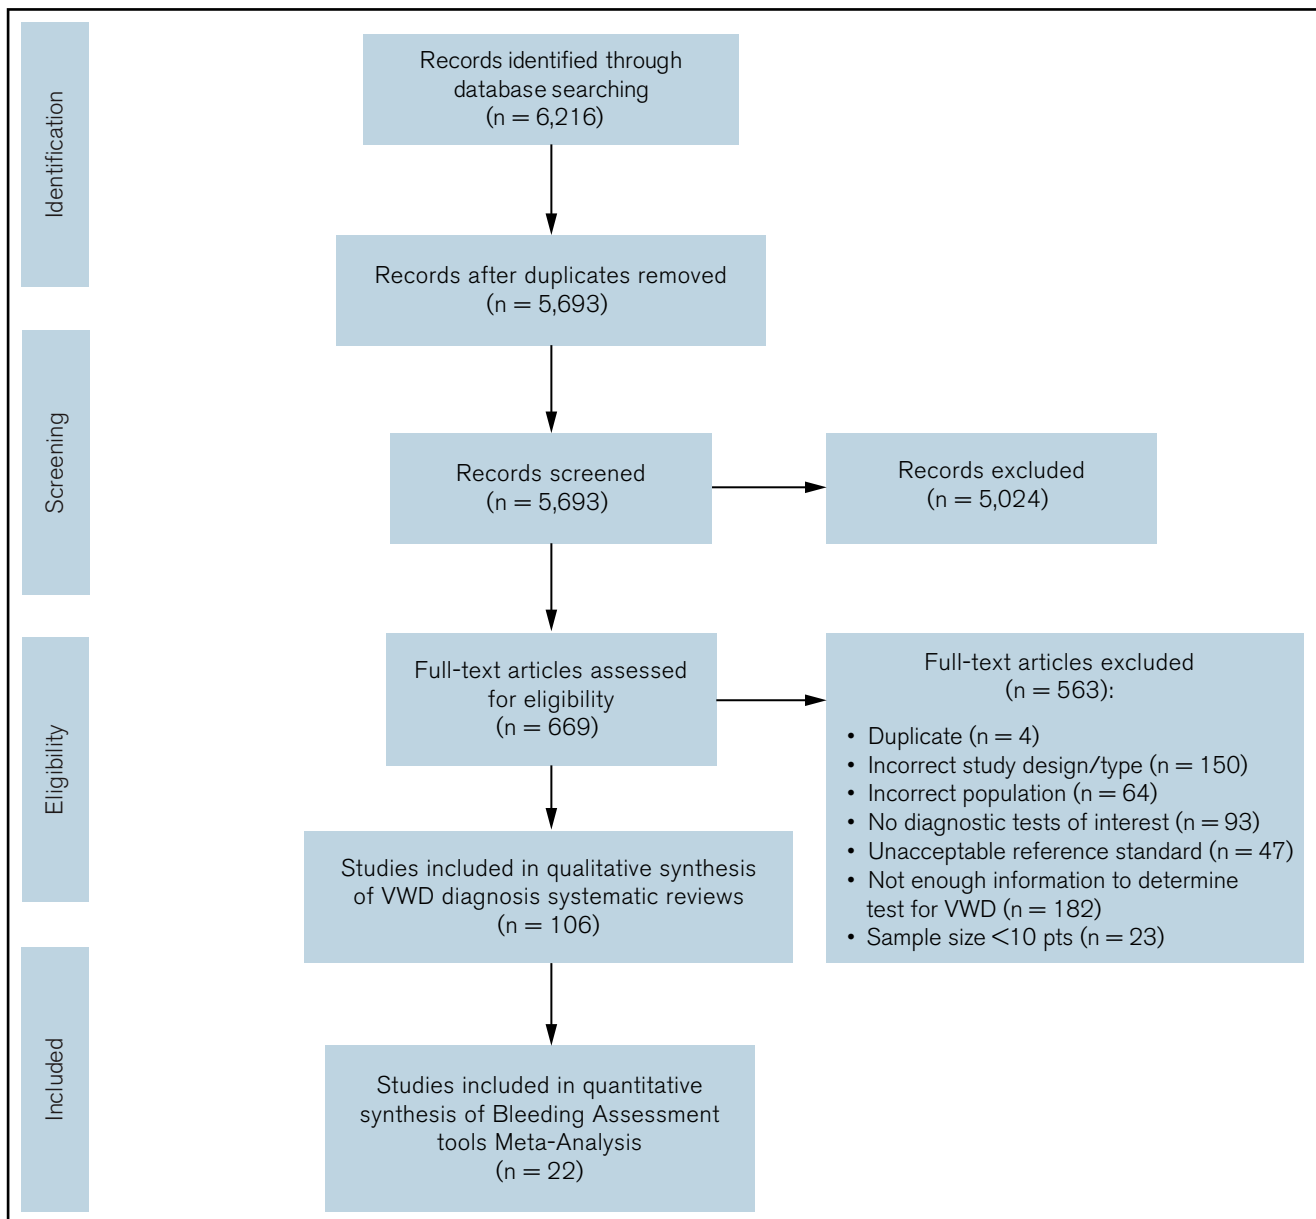 Identification
Records identified through
database searching
(n = 6,216)
Records after duplicates removed
(n = 5,693)
Screening
Records screened
(n = 5,693)
Records excluded
(n = 5,024)
Eligibility
Full-text articles assessed
for eligibility
(n = 669)
Full-text articles excluded
(n = 563):
• Duplicate (n = 4)
• Incorrect study design/type (n = 150)
• Incorrect population (n = 64)
• No diagnostic tests of interest (n = 93)
• Unacceptable reference standard (n = 47)
• Not enough information to determine
test for VWD (n = 182)
• Sample size <10 pts (n = 23)
Studies included in qualitative synthesis
of VWD diagnosis systematic reviews
(n = 106)
Included
Studies included in quantitative
synthesis of Bleeding Assessment
tools Meta-Analysis
(n = 22)